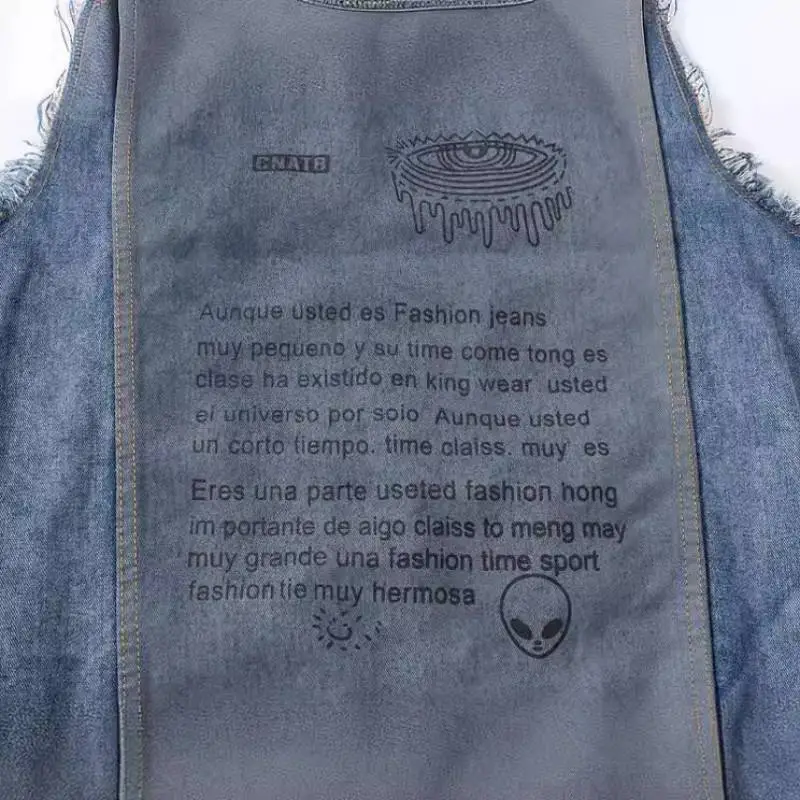 CNATB
Aunque usted es Fashion jeans
muy pequeno y su time come tong es
clase ha existido en king wear usted
el universo por solo Aunque usted
un corto tiempo. time claiss. muy es
Eres una parte useted fashion hong
im portante de aigo claiss to meng may
muy grande una fashion time sport
fashion tie muy hermosa